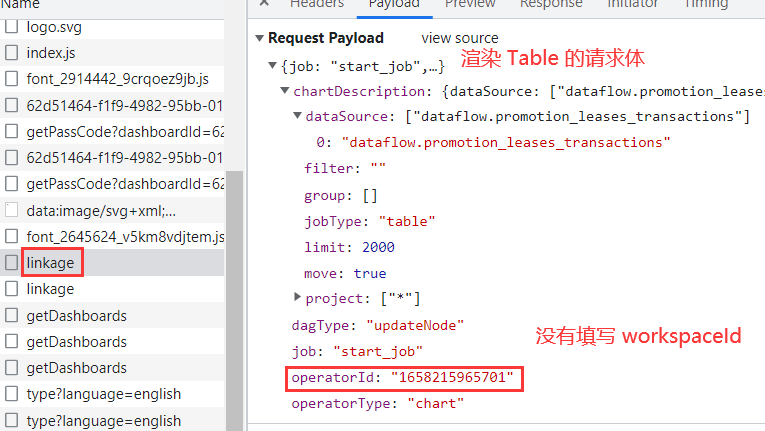 Name
logo.svg
index.js
font_2914442_9crqoez9jb.js
62d51464-f1f9-4982-95bb-01
getPassCode?dashboardId=62
62d51464-f1f9-4982-95bb-01
getPassCode?dashboardId=62
data:image/svg+xml;...
font_2645624_v5km8vdjtem.js
linkage
linkage
getDashboards
getDashboards
getDashboards
type?language=english
type?language=english
Headers Payload Preview Response Initiator Timing
Request Payload view source
渲染 Table 的请求体
{job: "start_job",…}
chartDescription: {dataSource: ["dataflow.promotion_leases
dataSource: ["dataflow.promotion_leases_transactions"]
0: "dataflow.promotion_leases_transactions"
filter: ""
group: []
jobType: "table"
limit: 2000
move: true
project: ["*"]
dagType: "updateNode"
没有填写 workspaceId
job: "start_job"
operatorId: "1658215965701"
operatorType: "chart"